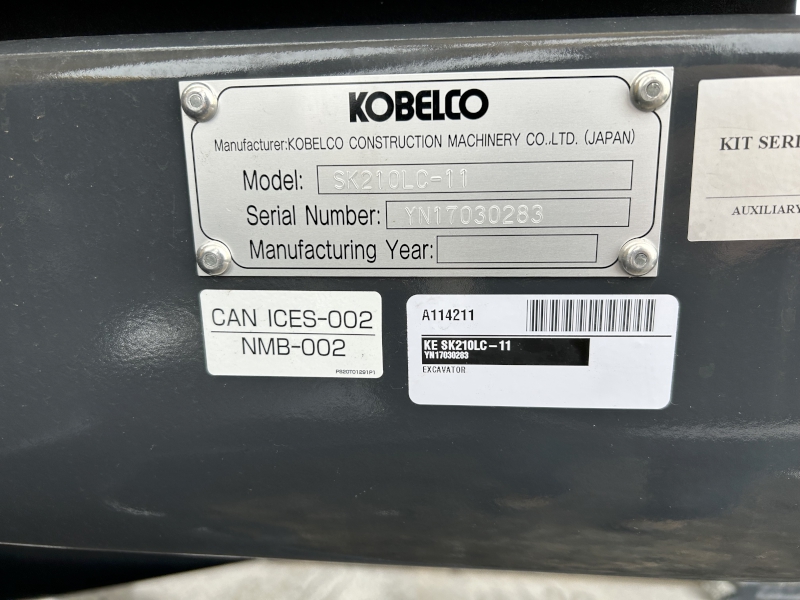 KOBELCO
Manufacturer:KOBELCO CONSTRUCTION MACHINERY CO.,LTD. (JAPAN)
Model: SK210LC-11
Serial Number: YN17030283
Manufacturing Year:
KIT SERI
AUXILIARY
CAN ICES-002
NMB-002
P820T01291P1
A114211
KE SK210LC-11
YN17030283
EXCAVATOR